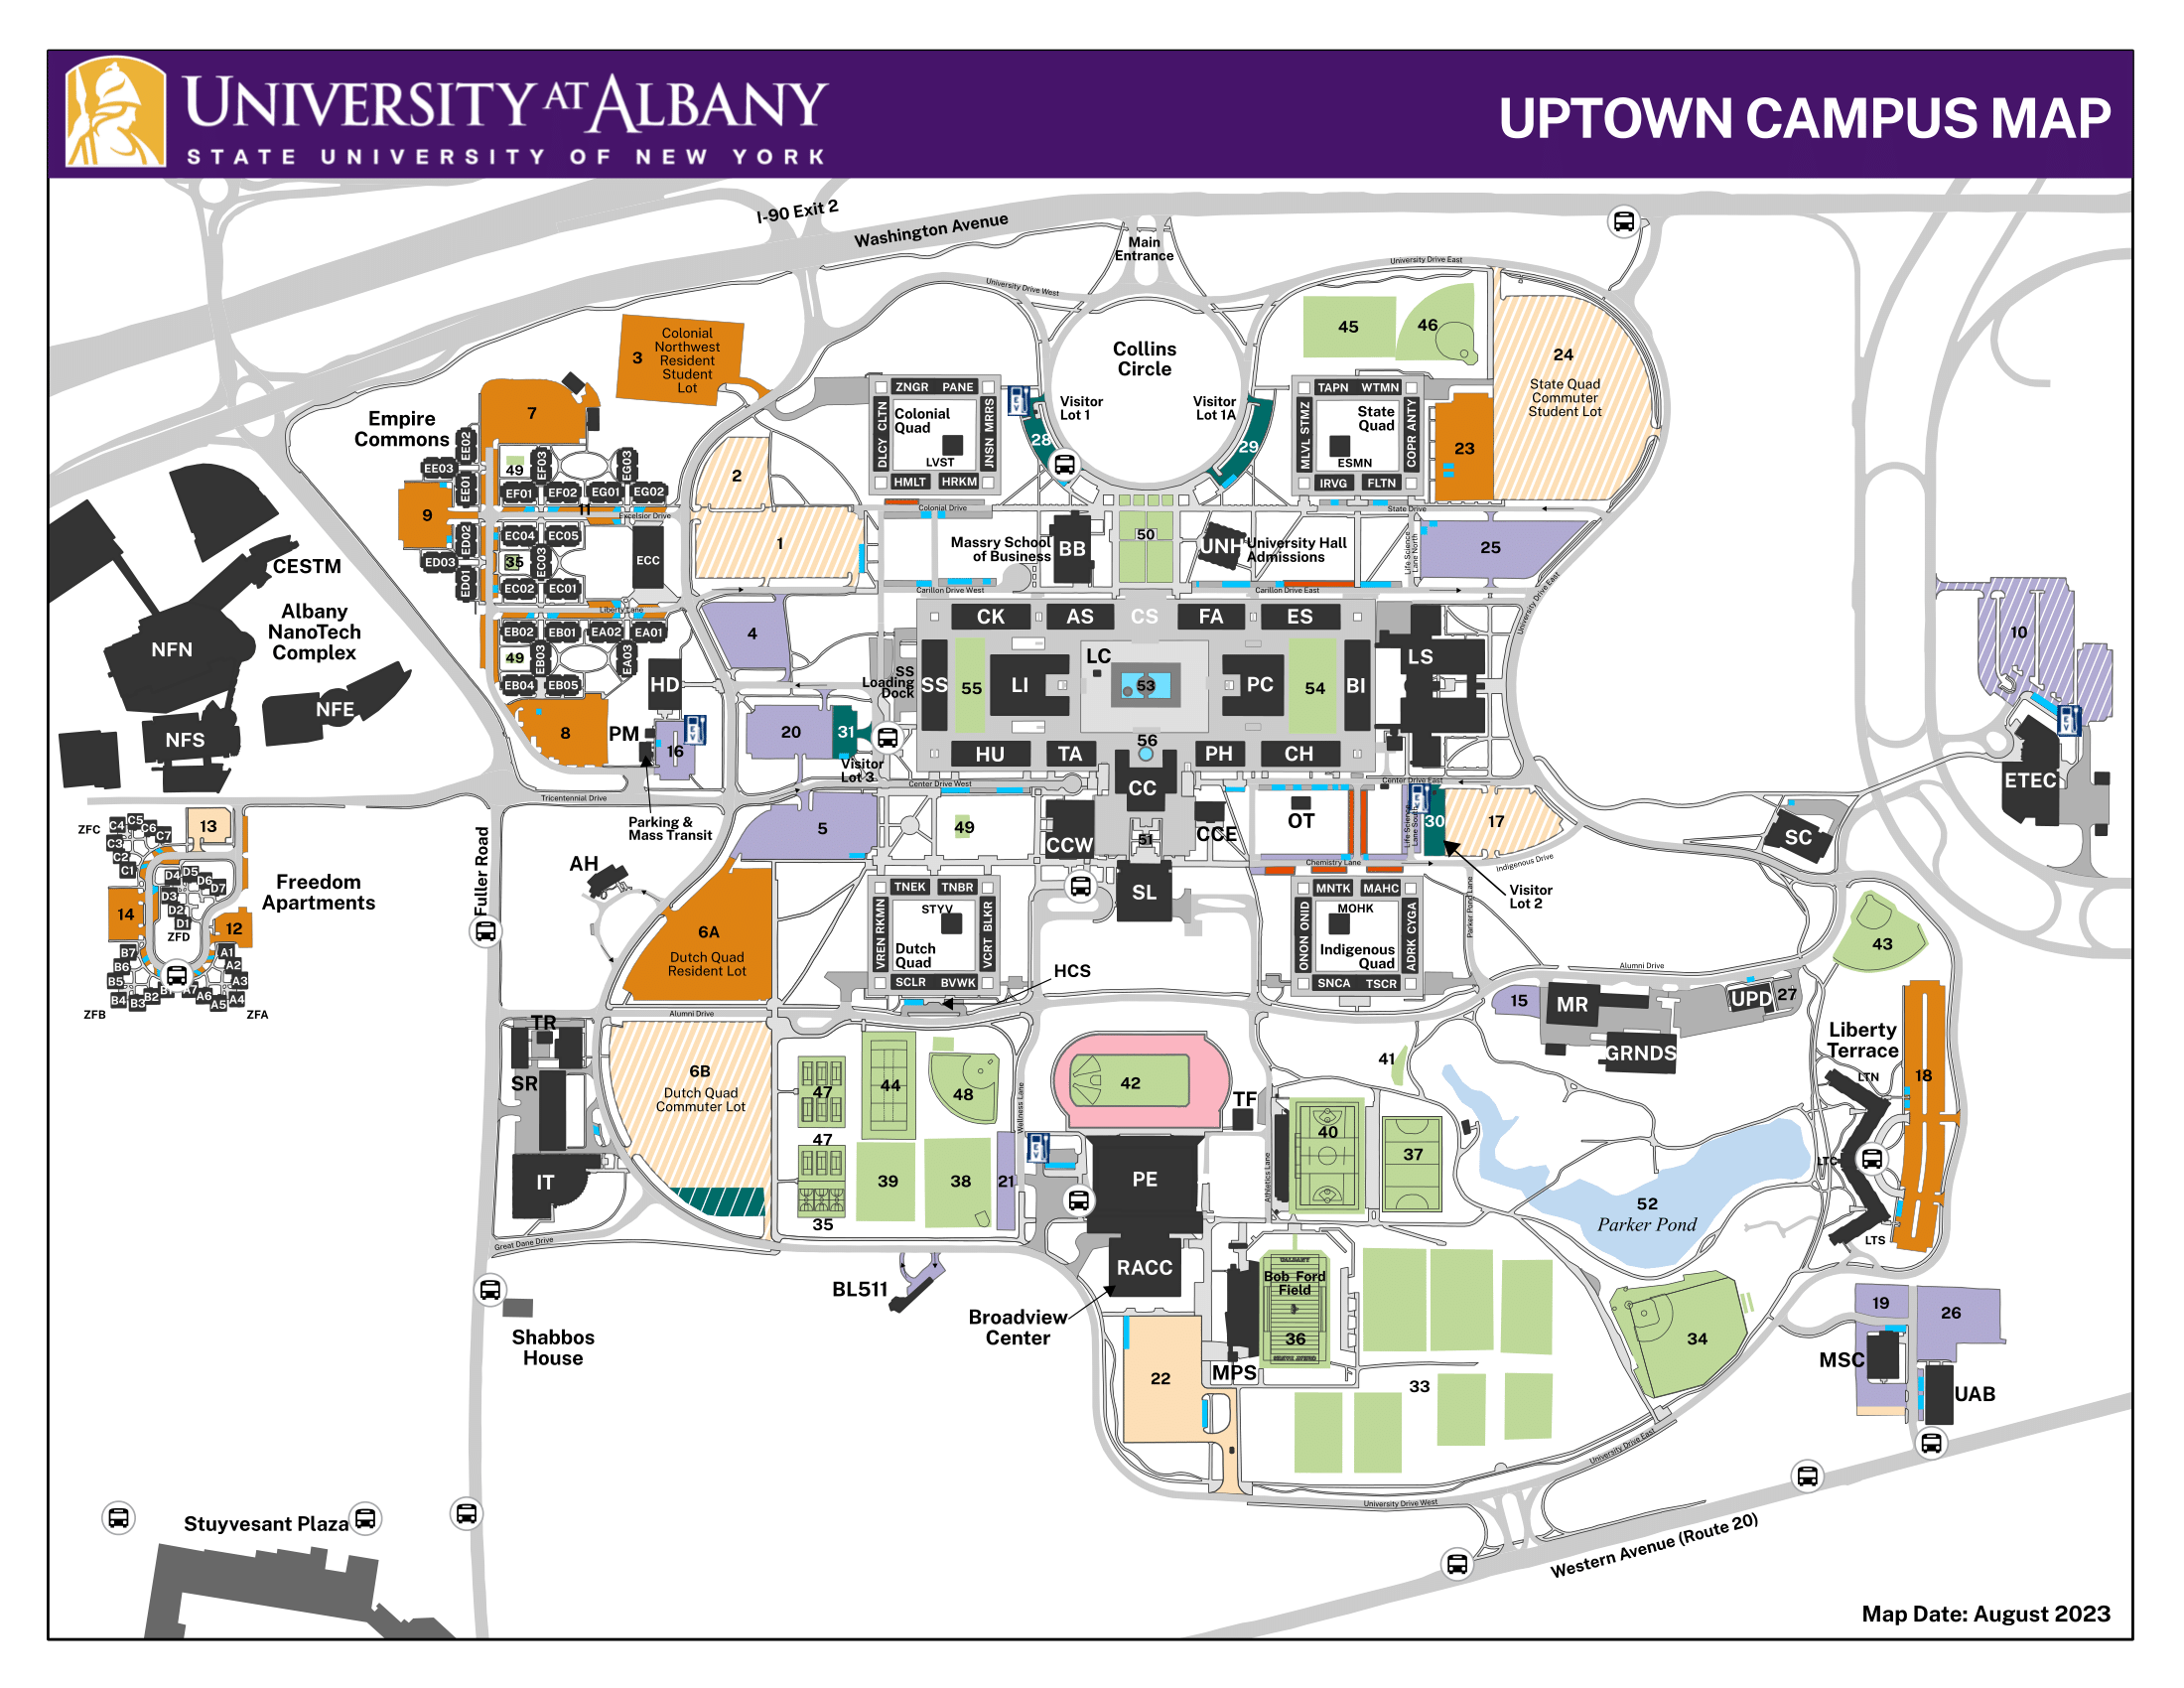 UNIVERSITY AT ALBANY
STATE UNIVERSITY OF NEW YORK
UPTOWN CAMPUS MAP
I-90 Exit 2
Washington Avenue
Main
Entrance
University Drive West
University Drive East
3
Colonial
Northwest
Resident
Student
Lot
Collins
Circle
45
46
24
State Quad
Commuter
Student Lot
Empire
Commons
7
ZNGR PANE
DLCY CLTN
Colonial
Quad
LVST
JNSN MRRS
HMLT HRKM
EV
Visitor
Lot 1
28
Visitor
Lot 1A
29
TAPN WTMN
MLVL STMZ
State
Quad
ESMN
COPR ANTY
IRVG FLTN
23
EE02
EE03
EE01
49
EF03
EG03
EF01
EF02
EG01
EG02
2
9
11
Excelsior Drive
Colonial Drive
State Drive
ED02
ED03
ED01
EC04
EC05
35
EC03
EC02
EC01
ECC
1
Massry School
of Business
BB
50
UNH
University Hall
Admissions
Life Science
Lane North
25
CESTM
Albany
NanoTech
Complex
NFN
NFE
NFS
Liberty Lane
Carillon Drive West
Carillon Drive East
University Drive East
EB02
EB01
EA02
EA01
49
EB03
EA03
EB04
EB05
4
HD
CK
AS
CS
FA
ES
LS
10
SS
Loading
Dock
SS
55
LI
LC
53
PC
54
BI
8
PM
16
EV
20
31
Visitor
Lot 3
HU
TA
56
PH
CH
CC
EV
ETEC
Tricentennial Drive
Center Drive West
Center Drive East
Parking &
Mass Transit
5
49
CCW
51
CCE
OT
EV
Life Science
Lane South
30
17
SC
Chemistry Lane
Indigenous Drive
Visitor
Lot 2
ZFC
C4
C5
C6
C7
C3
C2
C1
13
D4
D5
D6
D7
D3
D2
D1
ZFD
14
12
Freedom
Apartments
B7
B6
B5
B4
B3
B2
A7
A6
A5
A4
A3
A2
A1
ZFB
ZFA
Fuller Road
AH
6A
Dutch Quad
Resident Lot
TNEK TNBR
VREN RKMN
STYV
Dutch
Quad
VCRT BLKR
SCLR BVWK
SL
HCS
MNTK MAHC
ONON ONID
MOHK
Indigenous
Quad
ADRK CYGA
SNCA TSCR
Parker Pond Lane
43
Alumni Drive
Alumni Drive
15
MR
UPD
27
GRNDS
Liberty
Terrace
TR
SR
IT
6B
Dutch Quad
Commuter Lot
47
44
48
47
35
39
38
21
Wellness Lane
EV
42
TF
PE
41
40
37
Athletics Lane
52
Parker Pond
LTN
LTC
LTS
18
Great Dane Drive
BL511
RACC
Broadview
Center
Bob Ford
Field
36
MPS
22
33
34
19
26
MSC
UAB
Shabbos
House
University Drive East
University Drive West
Stuyvesant Plaza
Western Avenue (Route 20)
Map Date: August 2023